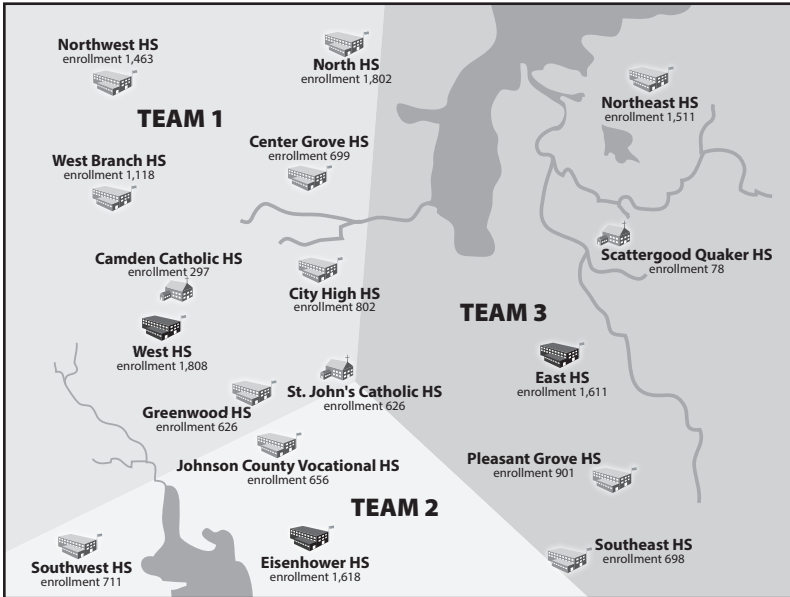 Northwest HS
enrollment 1,463
North HS
enrollment 1,802
Northeast HS
enrollment 1,511
TEAM 1
Center Grove HS
enrollment 699
West Branch HS
enrollment 1,118
Camden Catholic HS
enrollment 297
City High HS
enrollment 802
Scattergood Quaker HS
enrollment 78
TEAM 3
West HS
enrollment 1,808
East HS
enrollment 1,611
St. John's Catholic HS
enrollment 626
Greenwood HS
enrollment 626
Johnson County Vocational HS
enrollment 656
Pleasant Grove HS
enrollment 901
TEAM 2
Southwest HS
enrollment 711
Eisenhower HS
enrollment 1,618
Southeast HS
enrollment 698